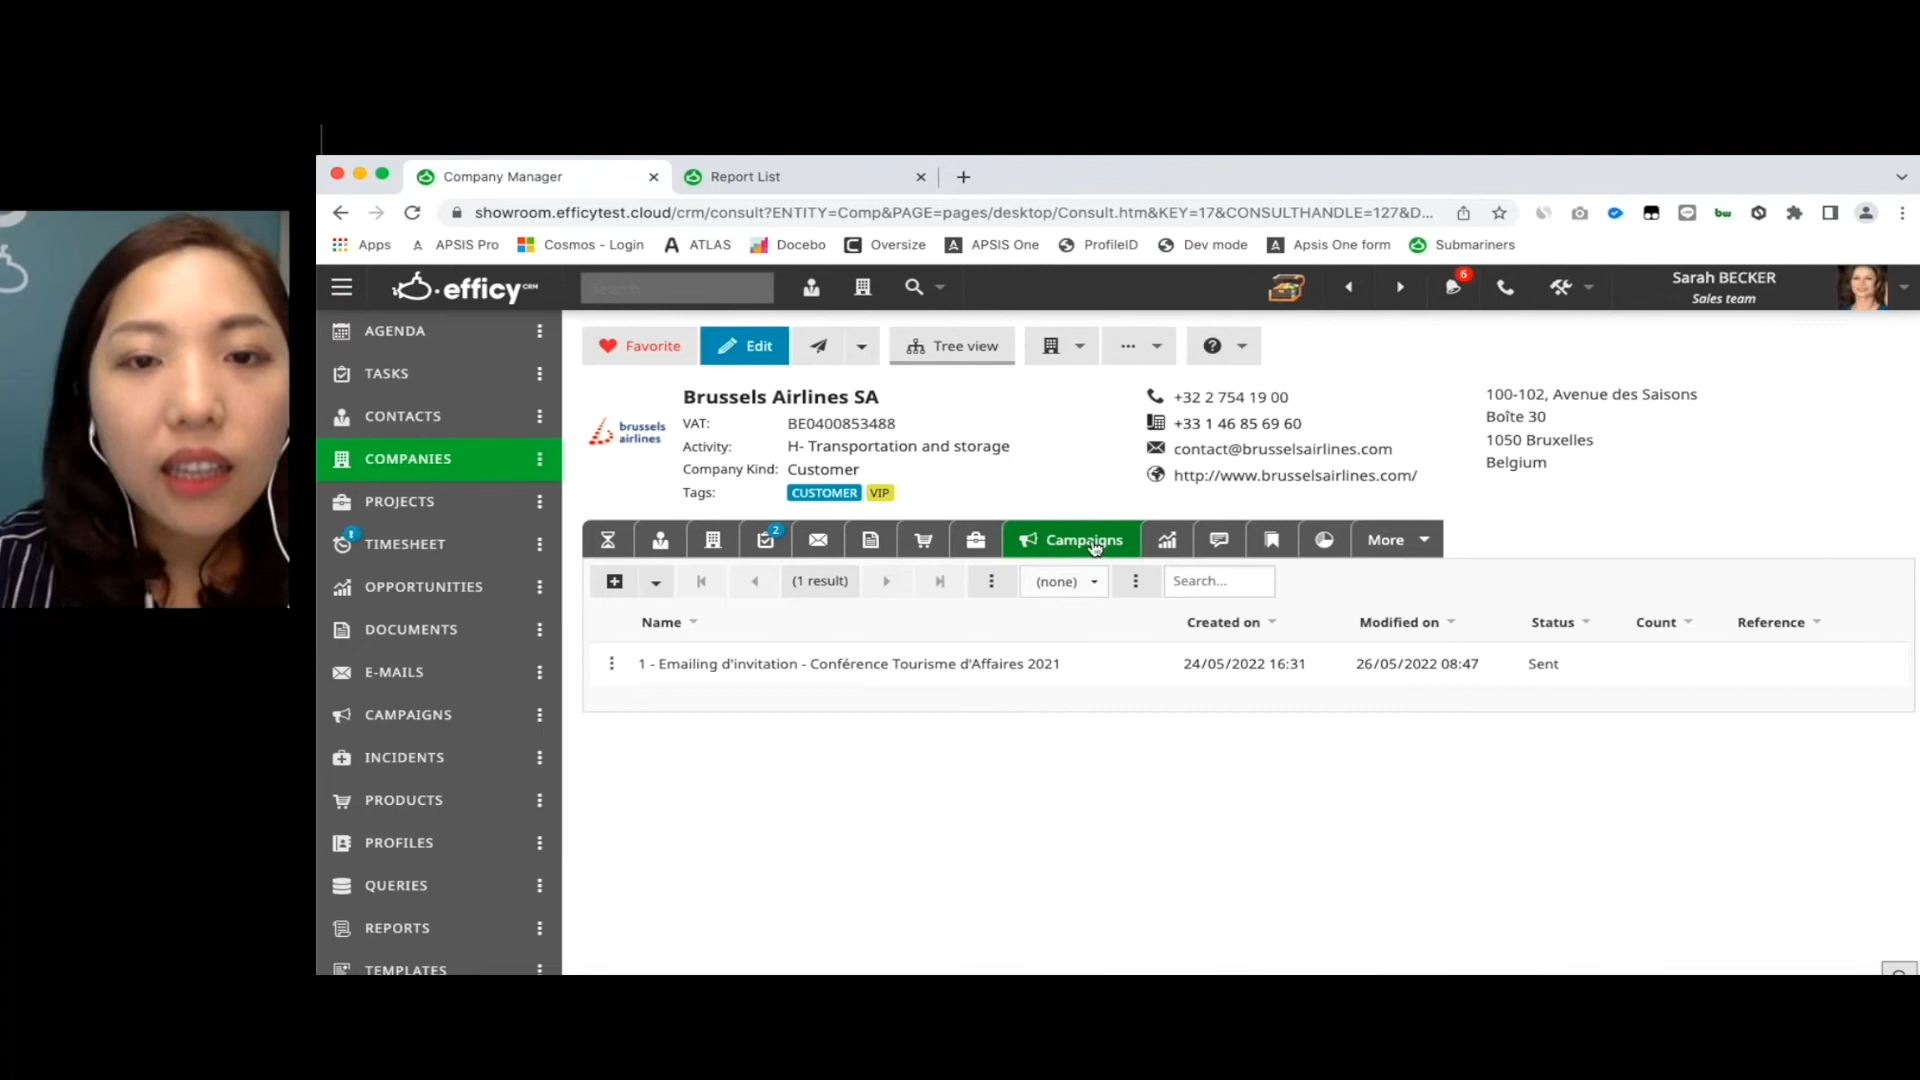 Company Manager
Report List
showroom.efficytest.cloud/crm/consult?ENTITY=Comp&PAGE=pages/desktop/Consult.htm&KEY=17&CONSULTHANDLE=127&D...
Apps
APSIS Pro
Cosmos - Login
ATLAS
Docebo
Oversize
APSIS One
ProfileID
Dev mode
Apsis One form
Submariners
efficy CRM
Search...
6
Sarah BECKER
Sales team
AGENDA
TASKS
CONTACTS
COMPANIES
PROJECTS
TIMESHEET
OPPORTUNITIES
DOCUMENTS
E-MAILS
CAMPAIGNS
INCIDENTS
PRODUCTS
PROFILES
QUERIES
REPORTS
TEMPLATES
Favorite
Edit
Tree view
brussels airlines
Brussels Airlines SA
VAT: BE0400853488
Activity: H- Transportation and storage
Company Kind: Customer
Tags: CUSTOMER VIP
+32 2 754 19 00
+33 1 46 85 69 60
contact@brusselsairlines.com
http://www.brusselsairlines.com/
100-102, Avenue des Saisons
Boîte 30
1050 Bruxelles
Belgium
2
Campaigns
More
(1 result)
(none)
Search...
Name Created on Modified on Status Count Reference
1 - Emailing d'invitation - Conférence Tourisme d'Affaires 2021 24/05/2022 16:31 26/05/2022 08:47 Sent